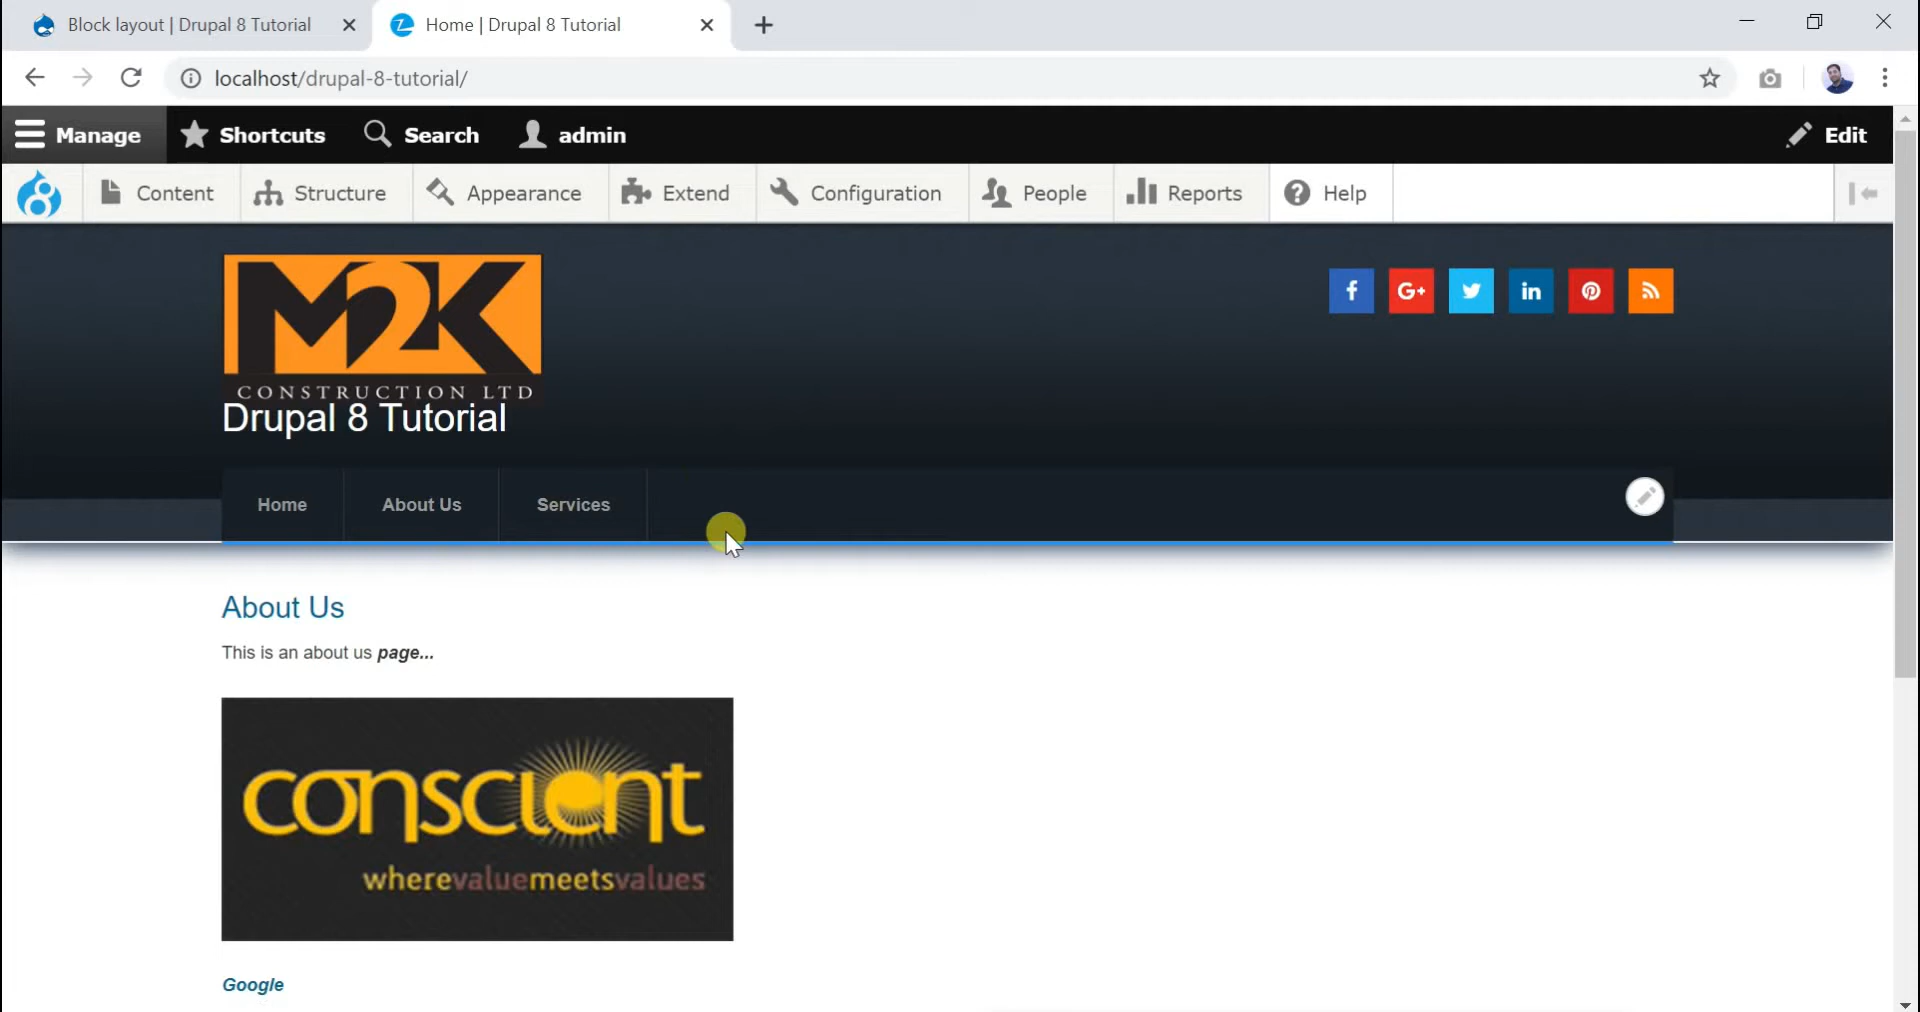 Block layout | Drupal 8 Tutorial
Home | Drupal 8 Tutorial
localhost/drupal-8-tutorial/
Manage
Shortcuts
Search
admin
Edit
Content
Structure
Appearance
Extend
Configuration
People
Reports
Help
M2K
CONSTRUCTION LTD
Drupal 8 Tutorial
f
G+
in
Home
About Us
Services
About Us
This is an about us page...
conscient
wherevaluemeetsvalues
Google